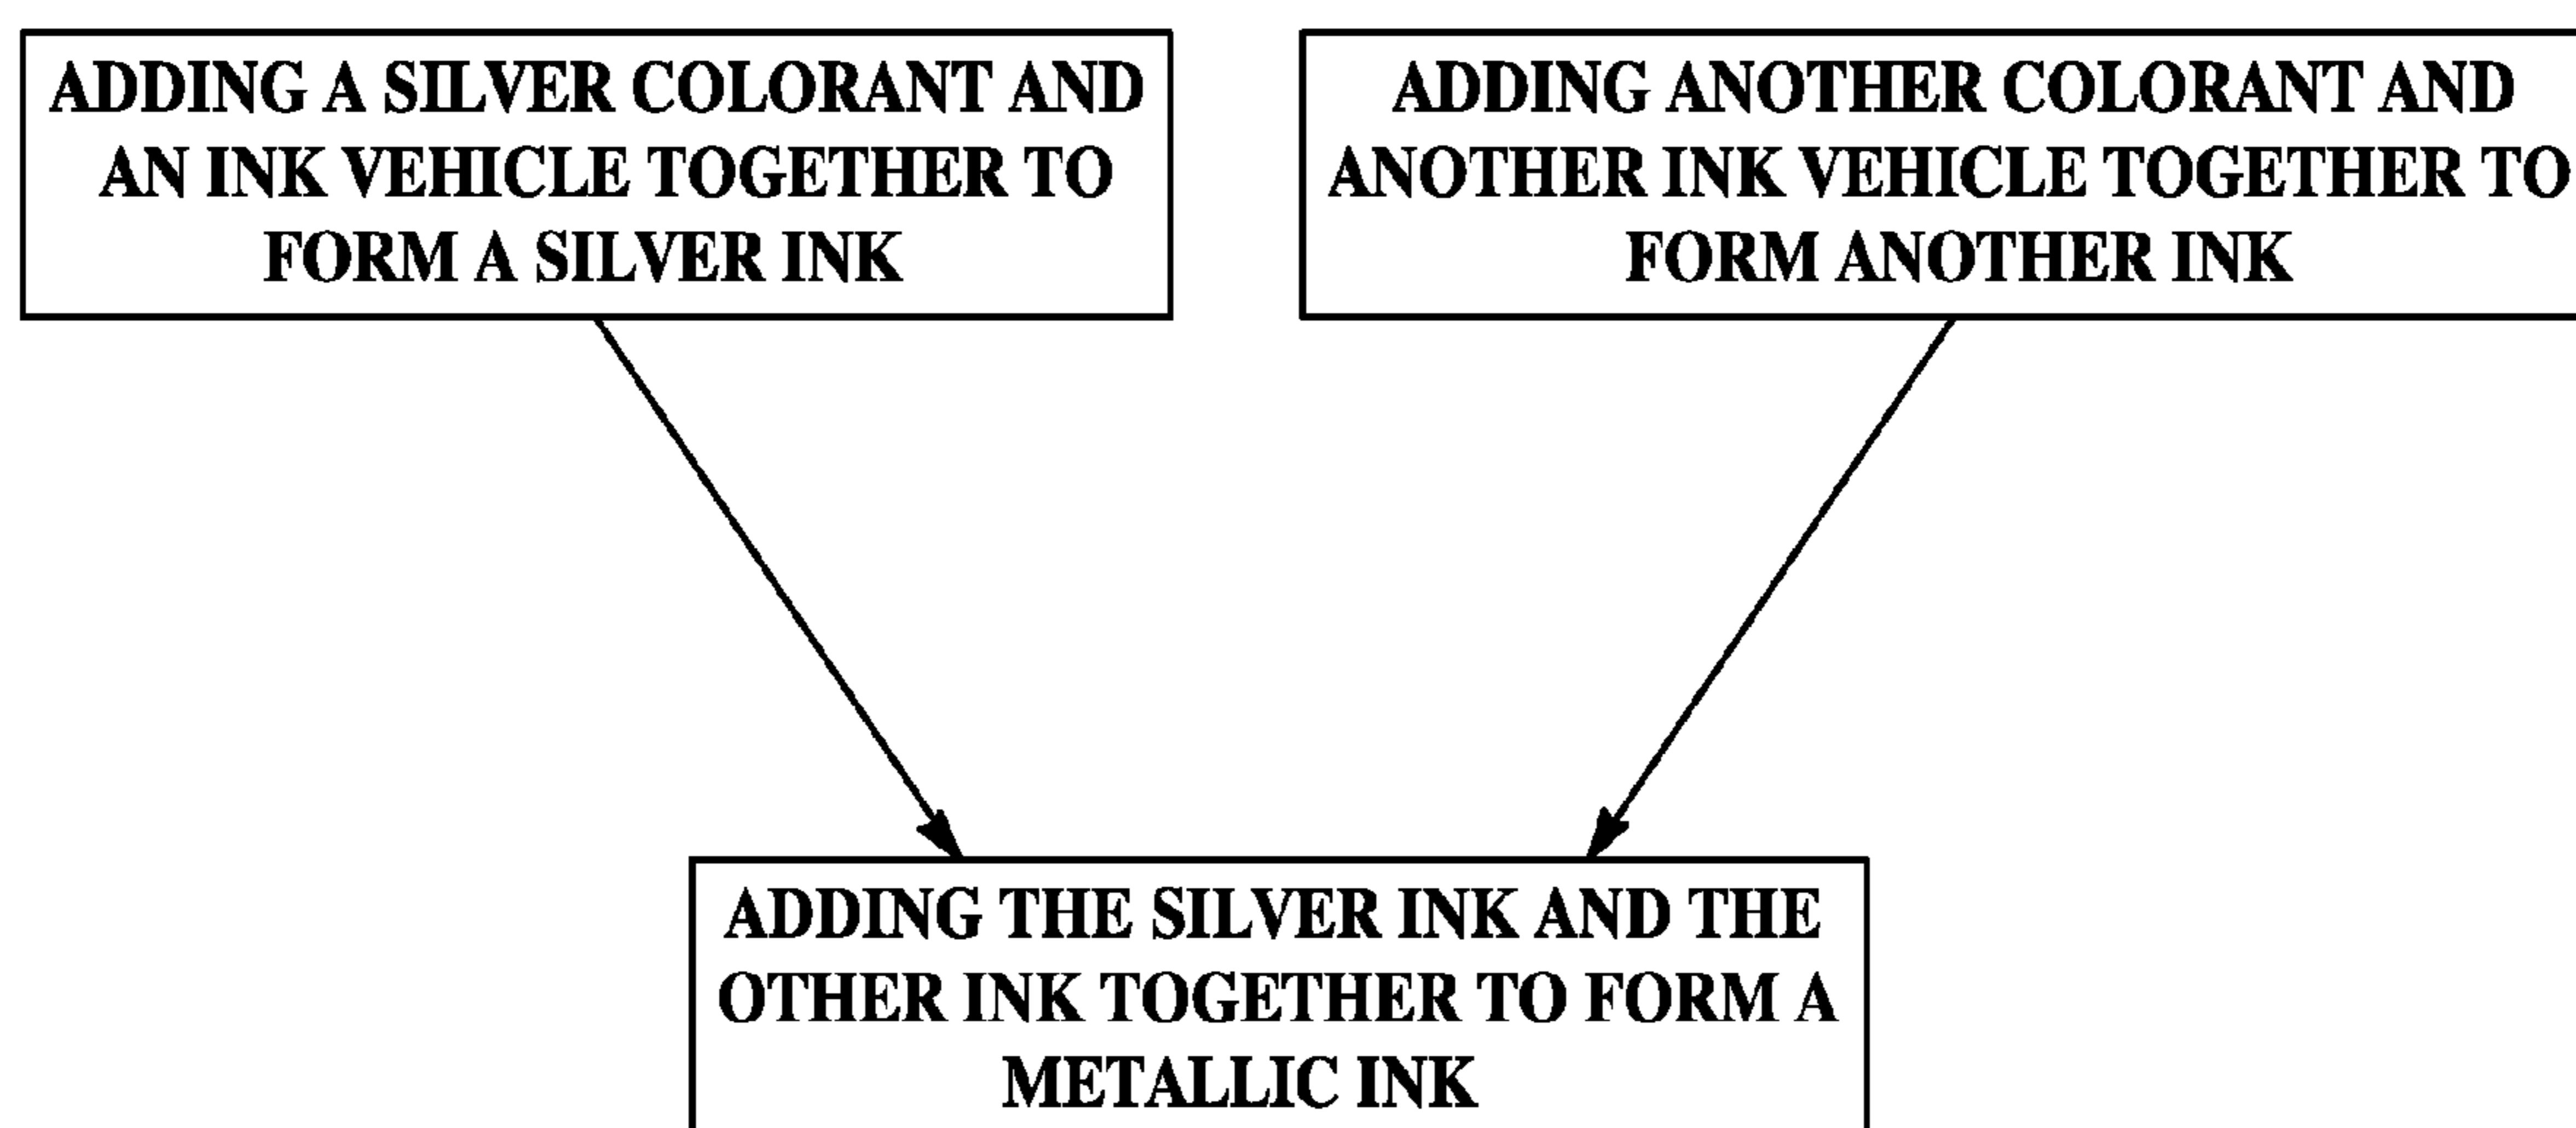 ADDING A SILVER COLORANT AND
AN INK VEHICLE TOGETHER TO
FORM A SILVER INK
ADDING ANOTHER COLORANT AND
ANOTHER INK VEHICLE TOGETHER TO
FORM ANOTHER INK
ADDING THE SILVER INK AND THE
OTHER INK TOGETHER TO FORM A
METALLIC INK